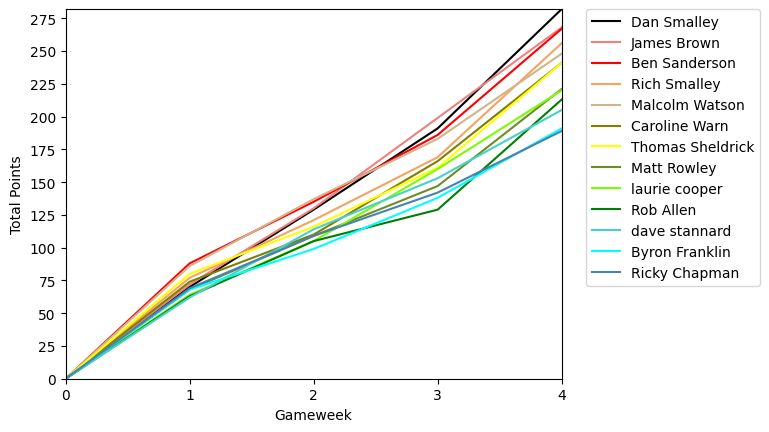 275
250
225
200
175
150
125
100
75
50
25
0
Total Points
0 1 2 3 4
Gameweek
Dan Smalley
James Brown
Ben Sanderson
Rich Smalley
Malcolm Watson
Caroline Warn
Thomas Sheldrick
Matt Rowley
laurie cooper
Rob Allen
dave stannard
Byron Franklin
Ricky Chapman